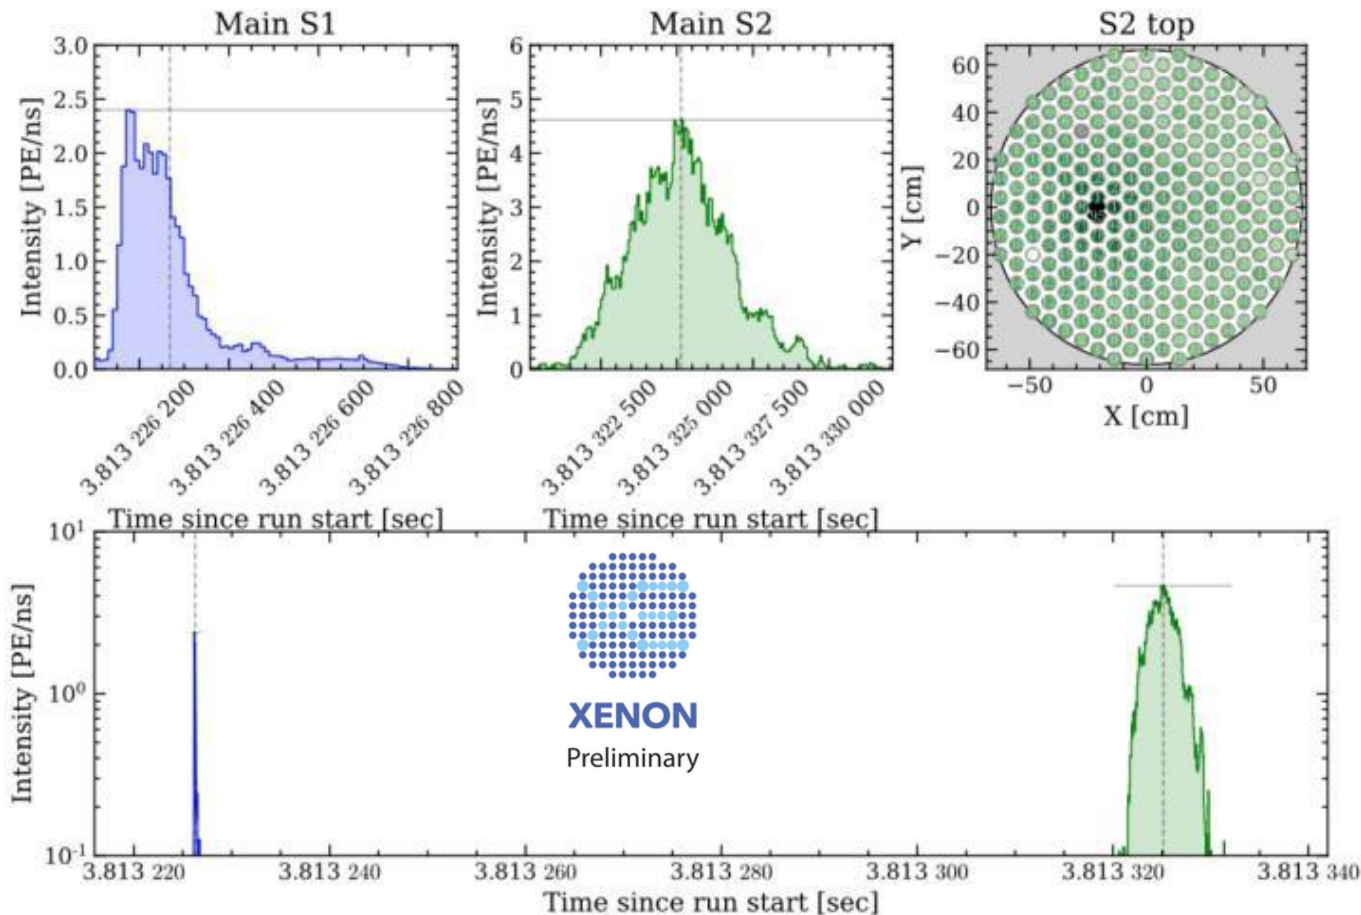 Main S1
Main S2
S2 top
Intensity [PE/ns]
3.0
2.5
2.0
1.5
1.0
0.5
0.0
3.813 226 200
3.813 226 400
3.813 226 600
3.813 226 800
Time since run start [sec]
Intensity [PE/ns]
6
5
4
3
2
1
0
3.813 322 500
3.813 325 000
3.813 327 500
3.813 330 000
Time since run start [sec]
Y [cm]
60
40
20
0
−20
−40
−60
−50
0
50
X [cm]
Intensity [PE/ns]
10¹
10⁰
10⁻¹
XENON
Preliminary
3.813 220
3.813 240
3.813 260
3.813 280
3.813 300
3.813 320
3.813 340
Time since run start [sec]